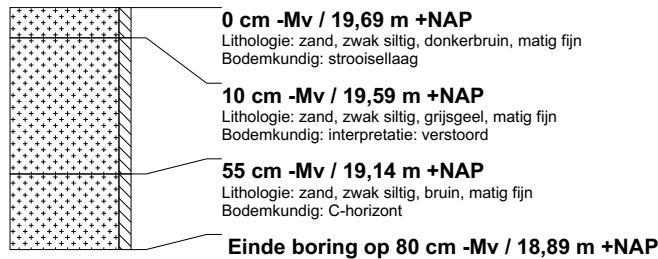 0 cm -Mv / 19,69 m +NAP
Lithologie: zand, zwak siltig, donkerbruin, matig fijn
Bodemkundig: strooisellaag
10 cm -Mv / 19,59 m +NAP
Lithologie: zand, zwak siltig, grijsgeel, matig fijn
Bodemkundig: interpretatie: verstoord
55 cm -Mv / 19,14 m +NAP
Lithologie: zand, zwak siltig, bruin, matig fijn
Bodemkundig: C-horizont
Einde boring op 80 cm -Mv / 18,89 m +NAP